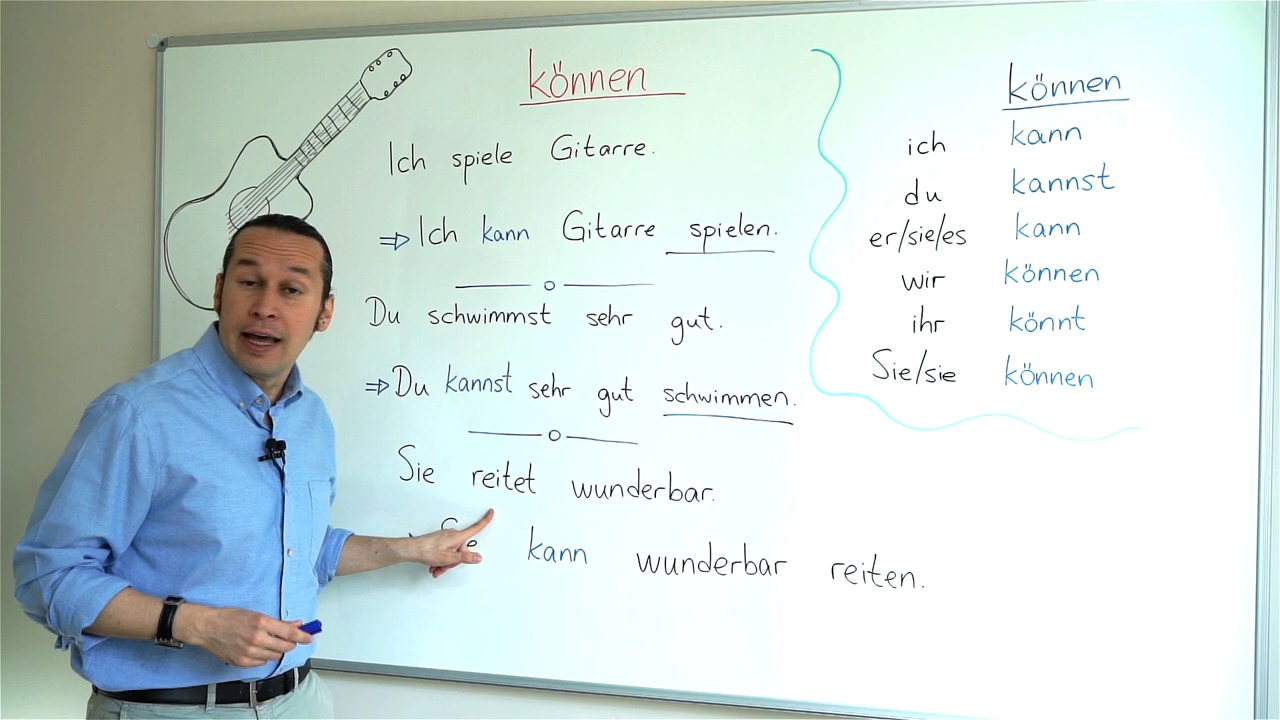 können
Ich spiele Gitarre.
⇒ Ich kann Gitarre spielen.
Du schwimmst sehr gut.
⇒ Du kannst sehr gut schwimmen.
Sie reitet wunderbar.
kann wunderbar reiten.
können
ich kann
du kannst
er/sie/es kann
wir können
ihr könnt
Sie/sie können